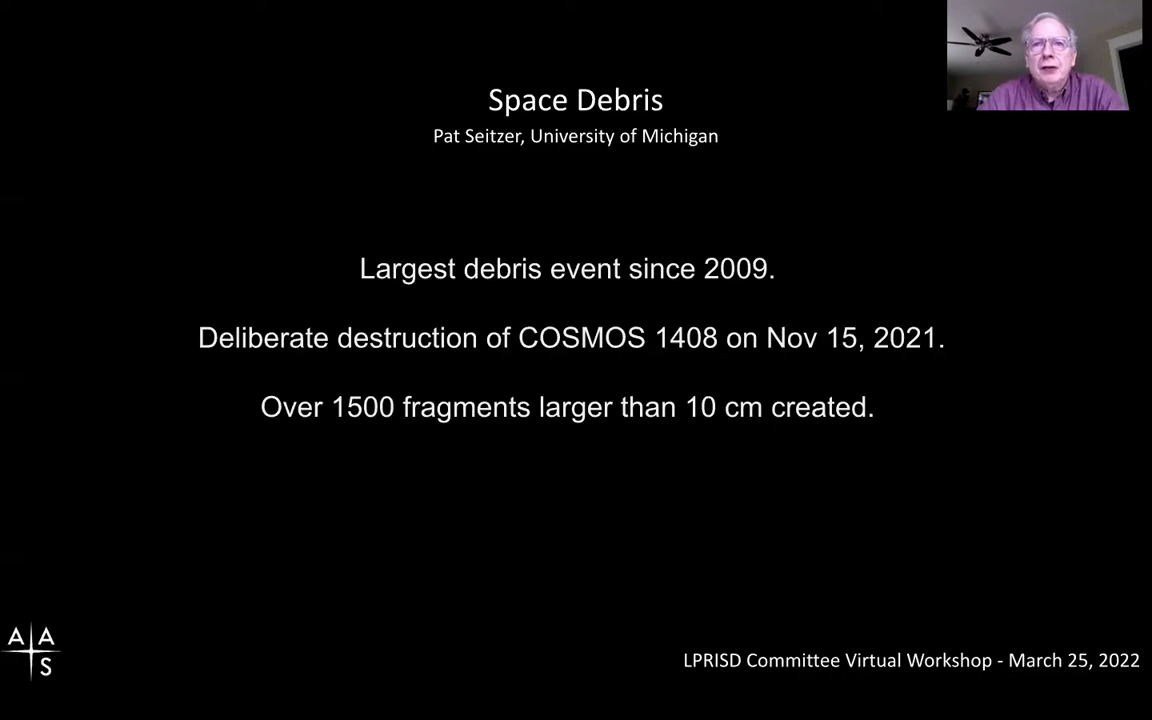 Space Debris
Pat Seitzer, University of Michigan
Largest debris event since 2009.
Deliberate destruction of COSMOS 1408 on Nov 15, 2021.
Over 1500 fragments larger than 10 cm created.
A A
S
LPRISD Committee Virtual Workshop - March 25, 2022